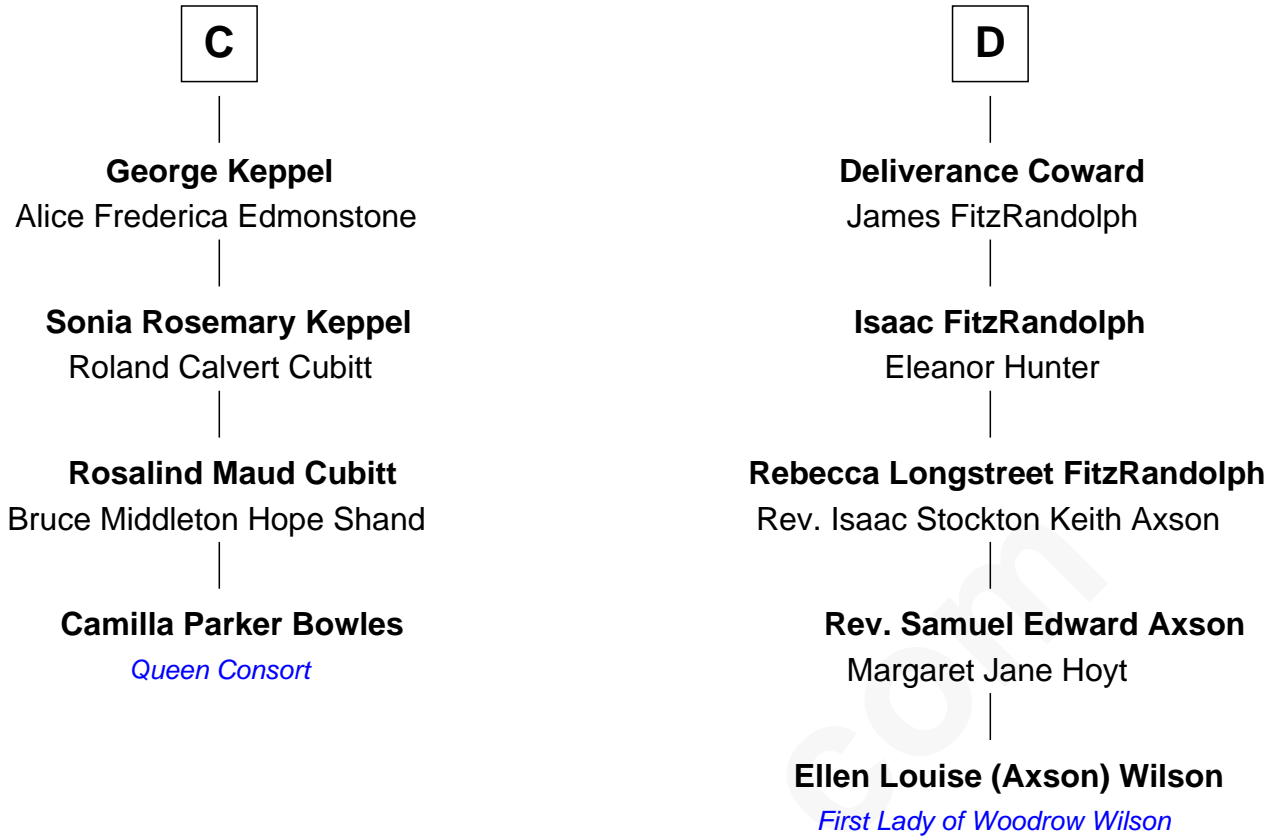 C
George Keppel
Alice Frederica Edmonstone
Sonia Rosemary Keppel
Roland Calvert Cubitt
Rosalind Maud Cubitt
Bruce Middleton Hope Shand
Camilla Parker Bowles
Queen Consort
D
Deliverance Coward
James FitzRandolph
Isaac FitzRandolph
Eleanor Hunter
Rebecca Longstreet FitzRandolph
Rev. Isaac Stockton Keith Axson
Rev. Samuel Edward Axson
Margaret Jane Hoyt
Ellen Louise (Axson) Wilson
First Lady of Woodrow Wilson
com